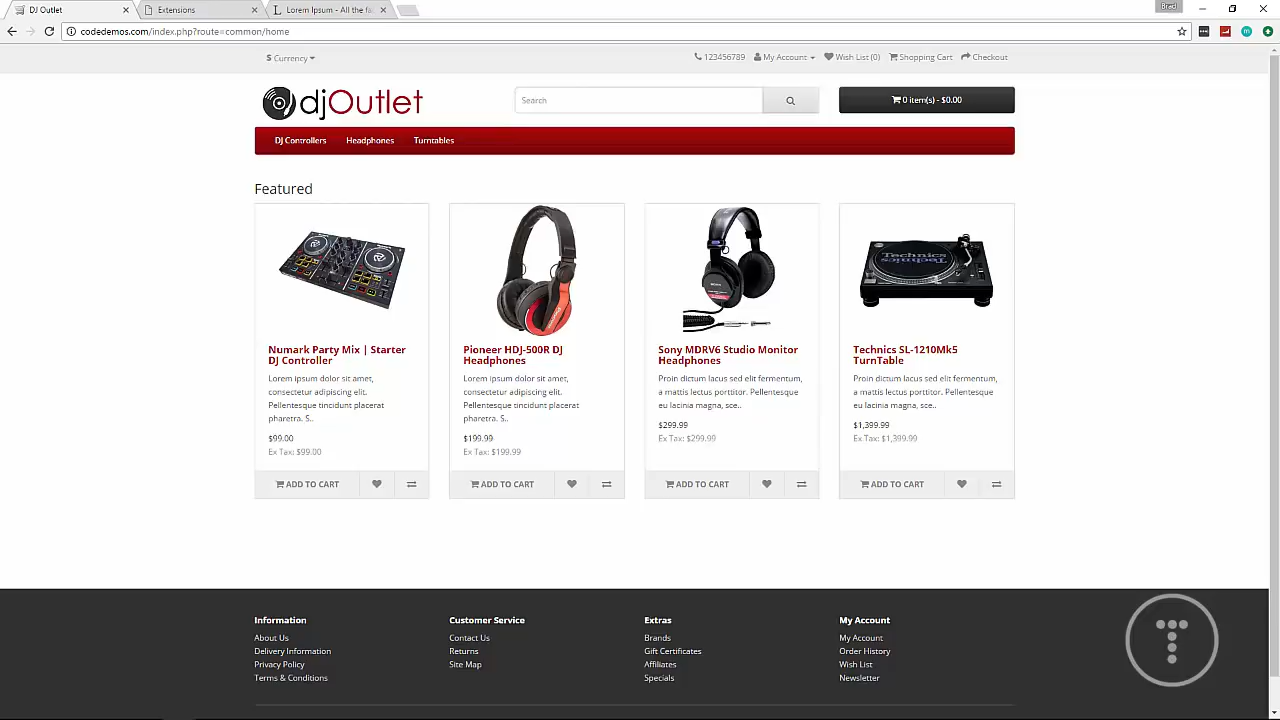 DJ Outlet
Extensions
Lorem Ipsum - All the fa
Bred
codedemos.com/index.php?route=common/home
$ Currency
123456789 My Account Wish List (0) Shopping Cart Checkout
djOutlet
Search
0 item(s) - $0.00
DJ Controllers Headphones Turntables
Featured
Technics
Numark Party Mix | Starter
DJ Controller
Lorem ipsum dolor sit amet,
consectetur adipiscing elit.
Pellentesque tincidunt placerat
pharetra. S..
$99.00
Ex Tax: $99.00
ADD TO CART
Pioneer HDJ-500R DJ
Headphones
Lorem ipsum dolor sit amet,
consectetur adipiscing elit.
Pellentesque tincidunt placerat
pharetra. S..
$199.99
Ex Tax: $199.99
ADD TO CART
Sony MDRV6 Studio Monitor
Headphones
Proin dictum lacus sed elit fermentum,
a mattis lectus porttitor. Pellentesque
eu lacinia magna, sce..
$299.99
Ex Tax: $299.99
ADD TO CART
Technics SL-1210Mk5
TurnTable
Proin dictum lacus sed elit fermentum,
a mattis lectus porttitor. Pellentesque
eu lacinia magna, sce..
$1,399.99
Ex Tax: $1,399.99
ADD TO CART
Information
About Us
Delivery Information
Privacy Policy
Terms & Conditions
Customer Service
Contact Us
Returns
Site Map
Extras
Brands
Gift Certificates
Affiliates
Specials
My Account
My Account
Order History
Wish List
Newsletter